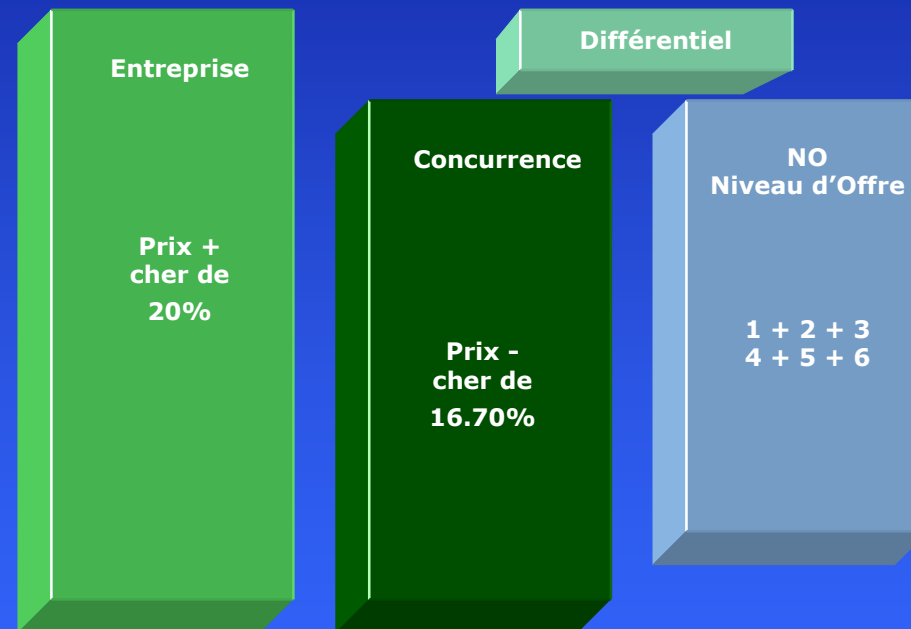 Entreprise
Prix +
cher de
20%
Différentiel
Concurrence
Prix -
cher de
16.70%
NO
Niveau d’Offre
1 + 2 + 3
4 + 5 + 6